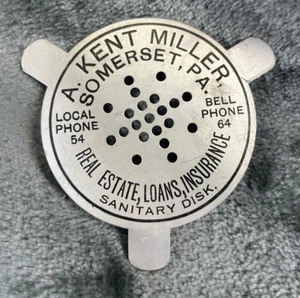 A. KENT MILLER,
SOMERSET, PA.
LOCAL
PHONE
54
BELL
PHONE
64
REAL ESTATE, LOANS, INSURANCE
SANITARY DISK.